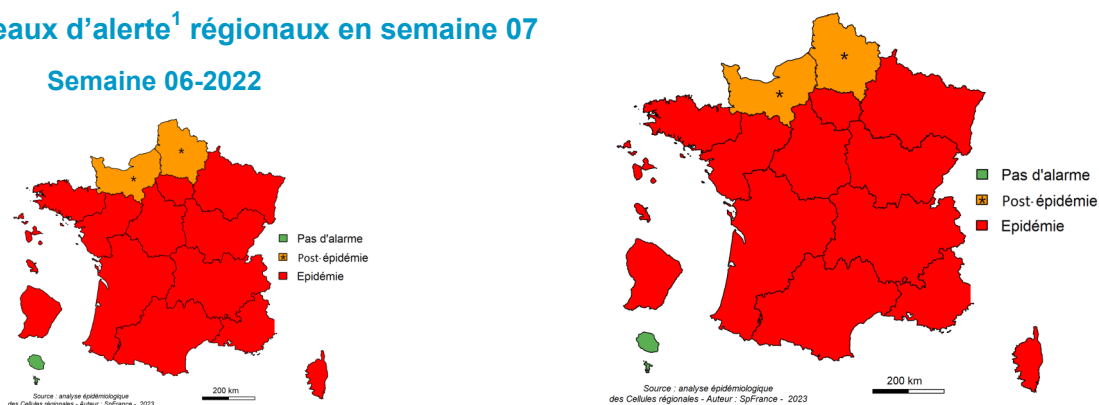 eaux d'alerte1 régionaux en semaine 07
Semaine 06-2022
Pas d'alarme
* Post-épidémie
Epidémie
200 km
Source : analyse épidémiologique
des Cellules régionales - Auteur : SpFrance - 2023
Pas d'alarme
* Post-épidémie
Epidémie
200 km
Source : analyse épidémiologique
des Cellules régionales - Auteur : SpFrance - 2023